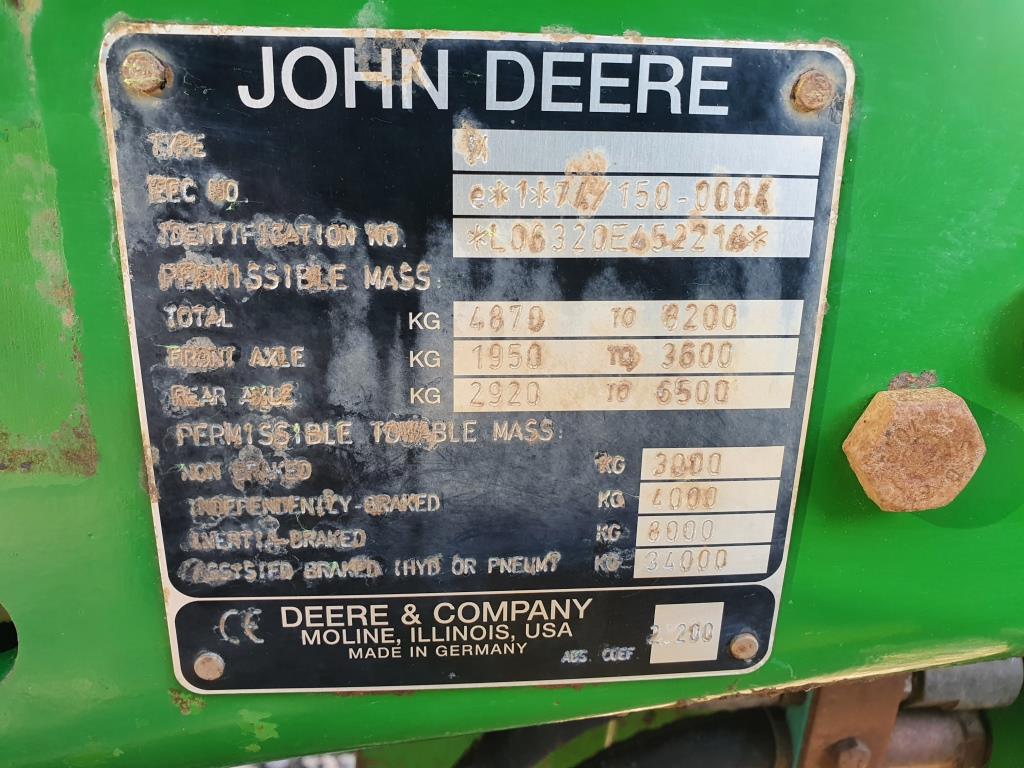 JOHN DEERE
TYPE
EEC NO. e*1*74/150-0004
IDENTIFICATION NO.
PERMISSIBLE MASS:
TOTAL KG 4870 TO 8200
FRONT AXLE KG 1950 TO 3600
REAR AXLE KG 2920 TO 6500
PERMISSIBLE TOWABLE MASS:
NON BRAKED KG 3000
INDEPENDENTLY-BRAKED KG 4000
INERTIA-BRAKED KG 8000
ASSISTED BRAKED (HYD OR PNEUM) KG 34000
CE DEERE & COMPANY
MOLINE, ILLINOIS, USA
MADE IN GERMANY
ABS. COEF.